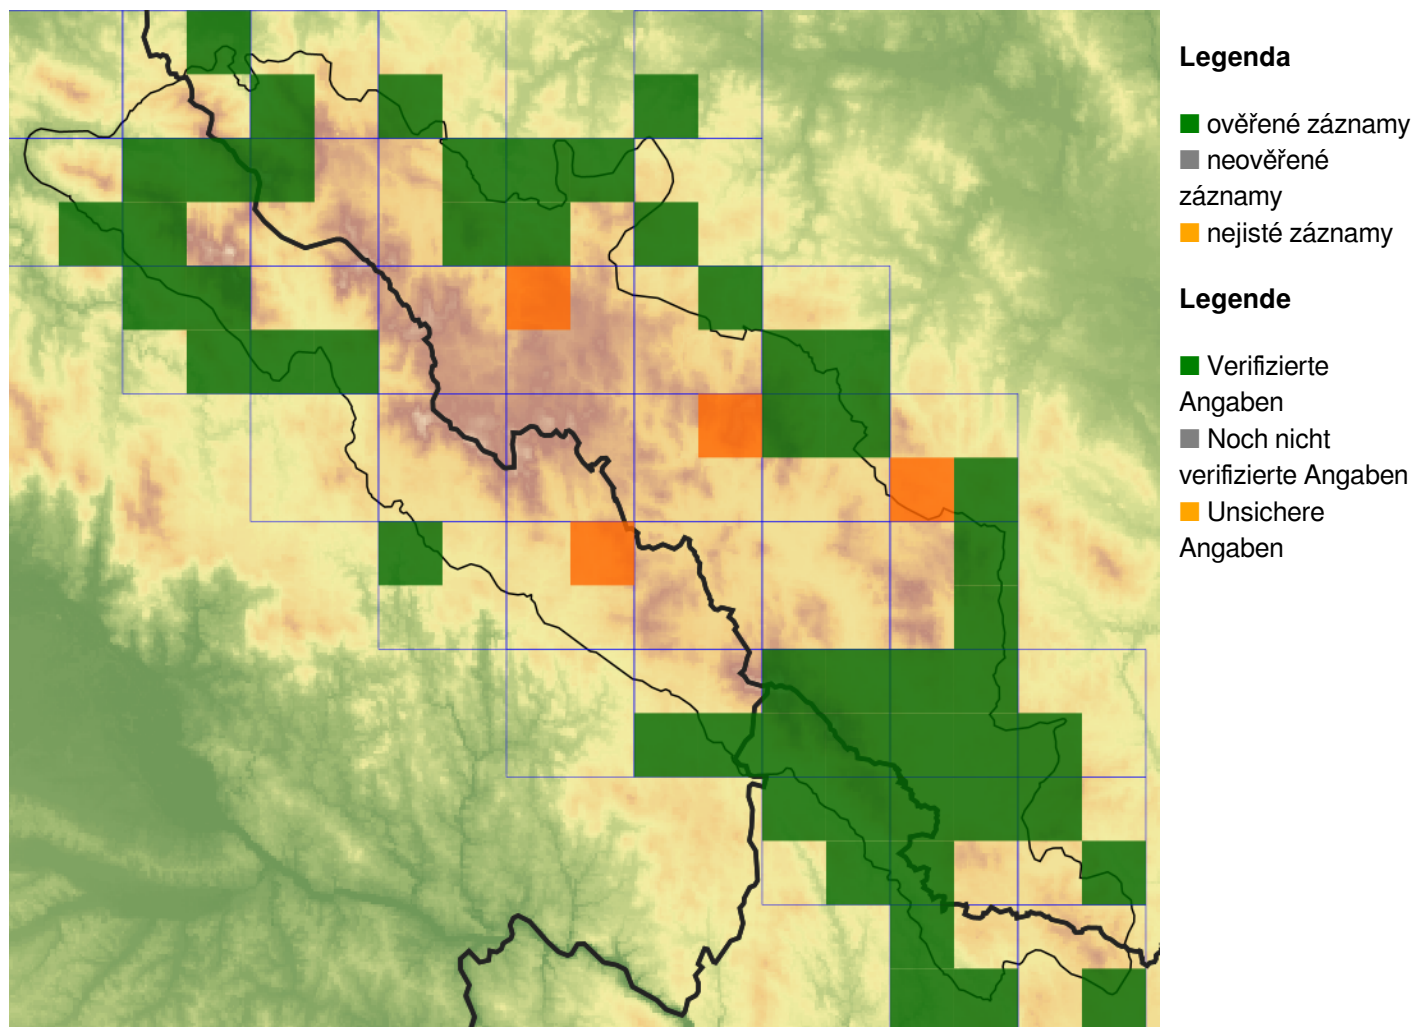 Legenda
ověřené záznamy
neověřené
záznamy
nejisté záznamy
Legende
Verifizierte
Angaben
Noch nicht
verifizierte Angaben
Unsichere
Angaben